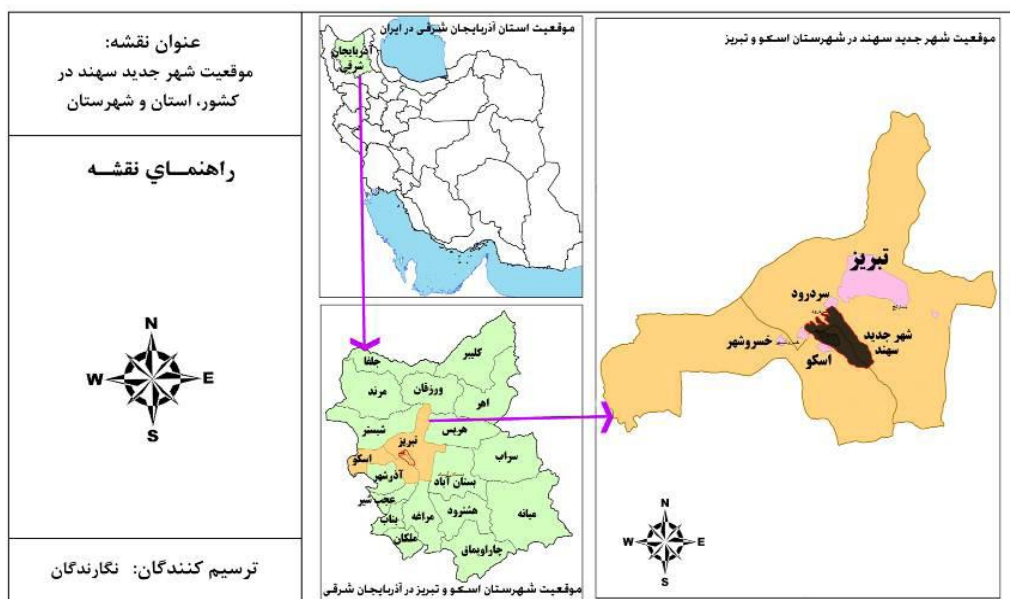 عنوان نقشه:
موقعیت شهر جدید سهند در
کشور، استان و شهرستان
راهنمــاي نقشــه
N
W
E
S
ترسیم کنندگان: نگارندگان
موقعیت استان آذربایجان شرقی در ایران
آذربایجان
شرقی
جلفا
کلیبر
مرند
ورزقان
اهر
شبستر
هریس
تبریز
اسکو
سراب
آذرشهر
بستان آباد
عجب شیر
هشترود
میانه
بناب
مراغه
ملکان
چاراویماق
موقعیت شهرستان اسکو و تبریز در آذربایجان شرقی
موقعیت شهر جدید سهند در شهرستان اسکو و تبریز
تبریز
سردرود
شهر جدید
سهند
خسروشهر
اسکو
N
W
E
S